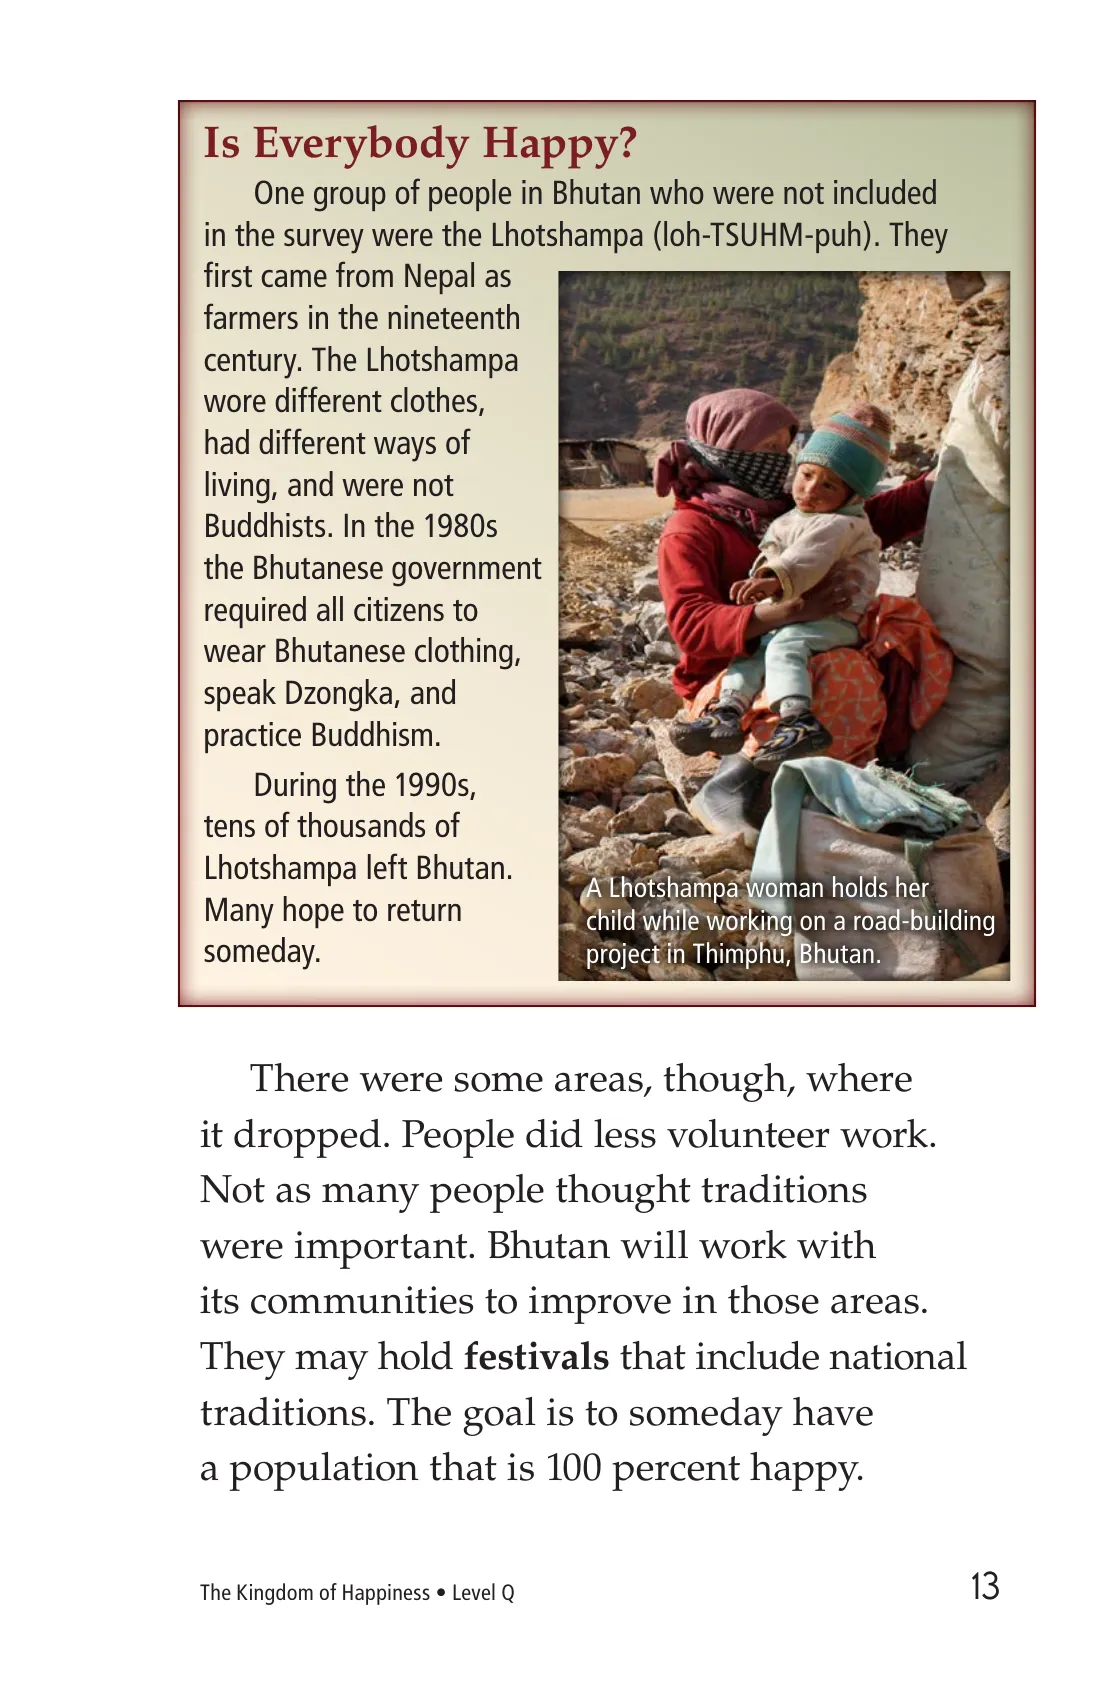 Is Everybody Happy?
One group of people in Bhutan who were not included
in the survey were the Lhotshampa (loh-TSUHM-puh). They
first came from Nepal as
farmers in the nineteenth
century. The Lhotshampa
wore different clothes,
had different ways of
living, and were not
Buddhists. In the 1980s
the Bhutanese government
required all citizens to
wear Bhutanese clothing,
speak Dzongka, and
practice Buddhism.
During the 1990s,
tens of thousands of
Lhotshampa left Bhutan.
Many hope to return
someday.
A Lhotshampa woman holds her
child while working on a road-building
project in Thimphu, Bhutan.
There were some areas, though, where
it dropped. People did less volunteer work.
Not as many people thought traditions
were important. Bhutan will work with
its communities to improve in those areas.
They may hold festivals that include national
traditions. The goal is to someday have
a population that is 100 percent happy.
The Kingdom of Happiness • Level Q
13